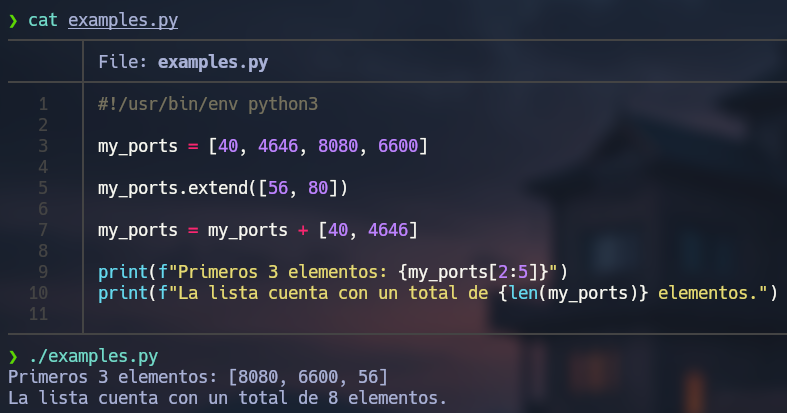 ❯ cat examples.py
File: examples.py
1 #!/usr/bin/env python3
2
3 my_ports = [40, 4646, 8080, 6600]
4
5 my_ports.extend([56, 80])
6
7 my_ports = my_ports + [40, 4646]
8
9 print(f"Primeros 3 elementos: {my_ports[2:5]}")
10 print(f"La lista cuenta con un total de {len(my_ports)} elementos.")
11
❯ ./examples.py
Primeros 3 elementos: [8080, 6600, 56]
La lista cuenta con un total de 8 elementos.